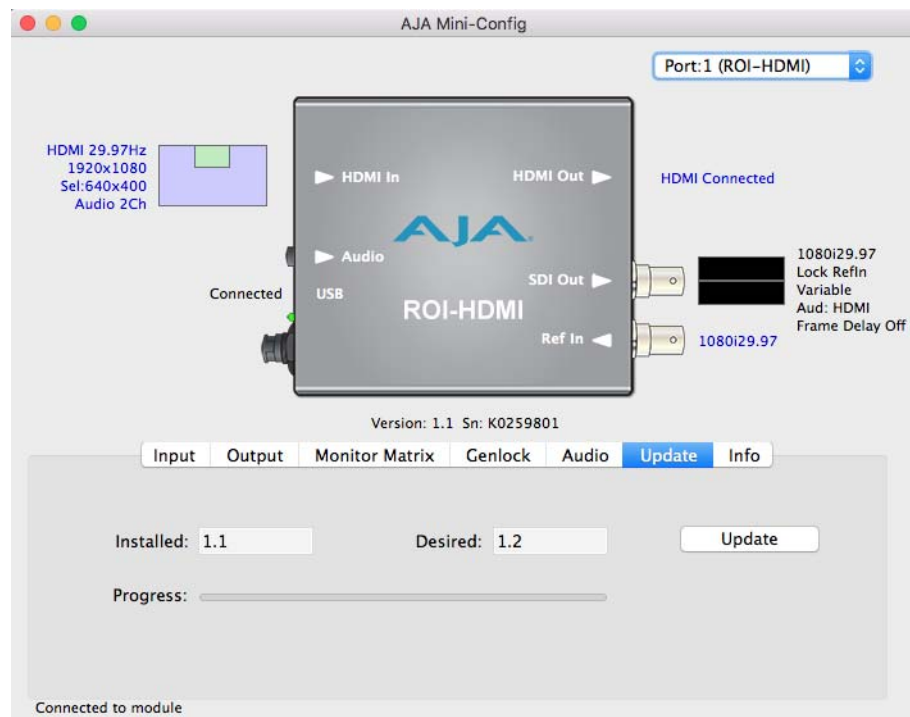 AJA Mini-Config
Port:1 (ROI-HDMI)
HDMI 29.97Hz
1920x1080
Sel:640x400
Audio 2Ch
HDMI In
HDMI Out
HDMI Connected
AJA
Audio
Connected
USB
SDI Out
ROI-HDMI
Ref In
1080i29.97
Lock RefIn
Variable
Aud: HDMI
Frame Delay Off
1080i29.97
Version: 1.1 Sn: K0259801
Input Output Monitor Matrix Genlock Audio Update Info
Installed: 1.1 Desired: 1.2 Update
Progress:
Connected to module